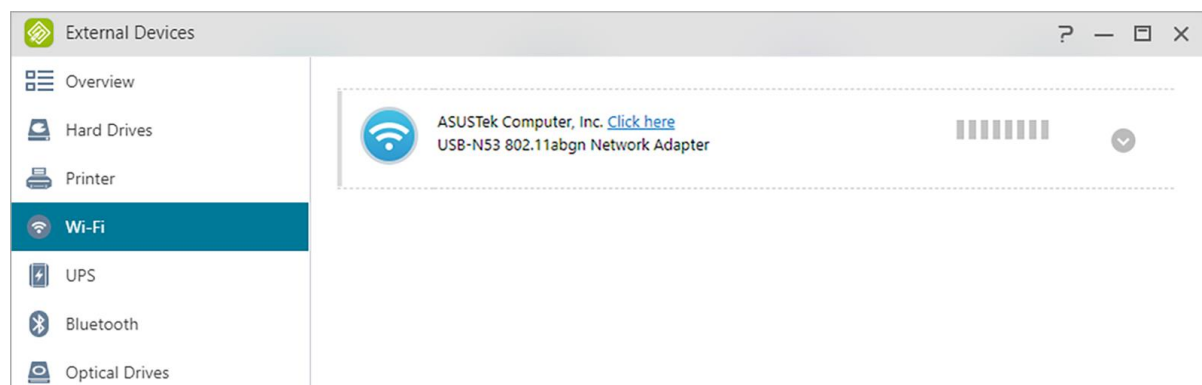 External Devices
Overview
Hard Drives
Printer
Wi-Fi
UPS
Bluetooth
Optical Drives
ASUSTek Computer, Inc. Click here
USB-N53 802.11abgn Network Adapter